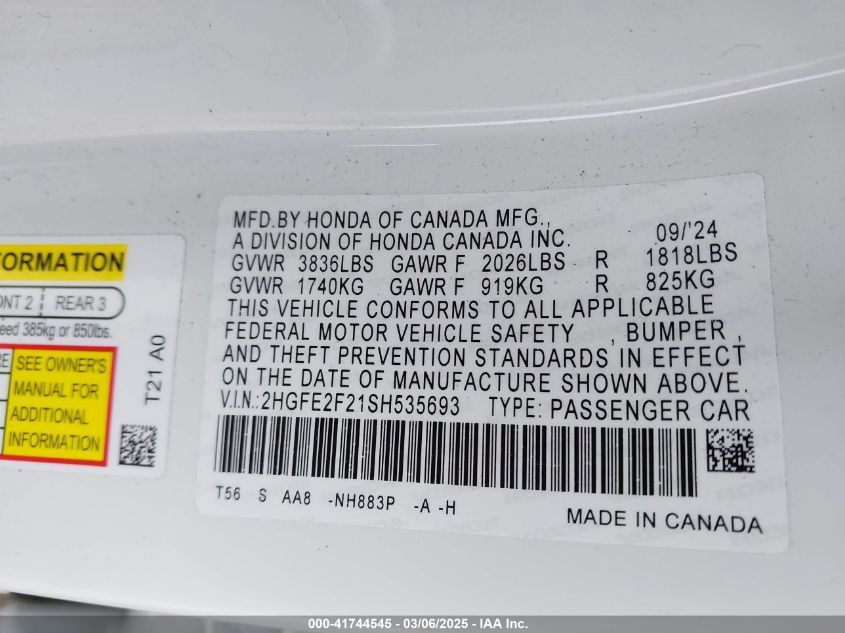 MFD.BY HONDA OF CANADA MFG.,
A DIVISION OF HONDA CANADA INC. 09/'24
GVWR 3836LBS GAWR F 2026LBS R 1818LBS
GVWR 1740KG GAWR F 919KG R 825KG
THIS VEHICLE CONFORMS TO ALL APPLICABLE
FEDERAL MOTOR VEHICLE SAFETY , BUMPER ,
AND THEFT PREVENTION STANDARDS IN EFFECT
ON THE DATE OF MANUFACTURE SHOWN ABOVE.
V.I.N.:2HGFE2F21SH535693 TYPE: PASSENGER CAR
T56 S AA8 -NH883P -A -H
MADE IN CANADA
FORMATION
2 REAR 3
385kg or 850lbs.
SEE OWNER'S
MANUAL FOR
ADDITIONAL
INFORMATION
T21 A0
000-41744545 — 03/06/2025 — IAA Inc.